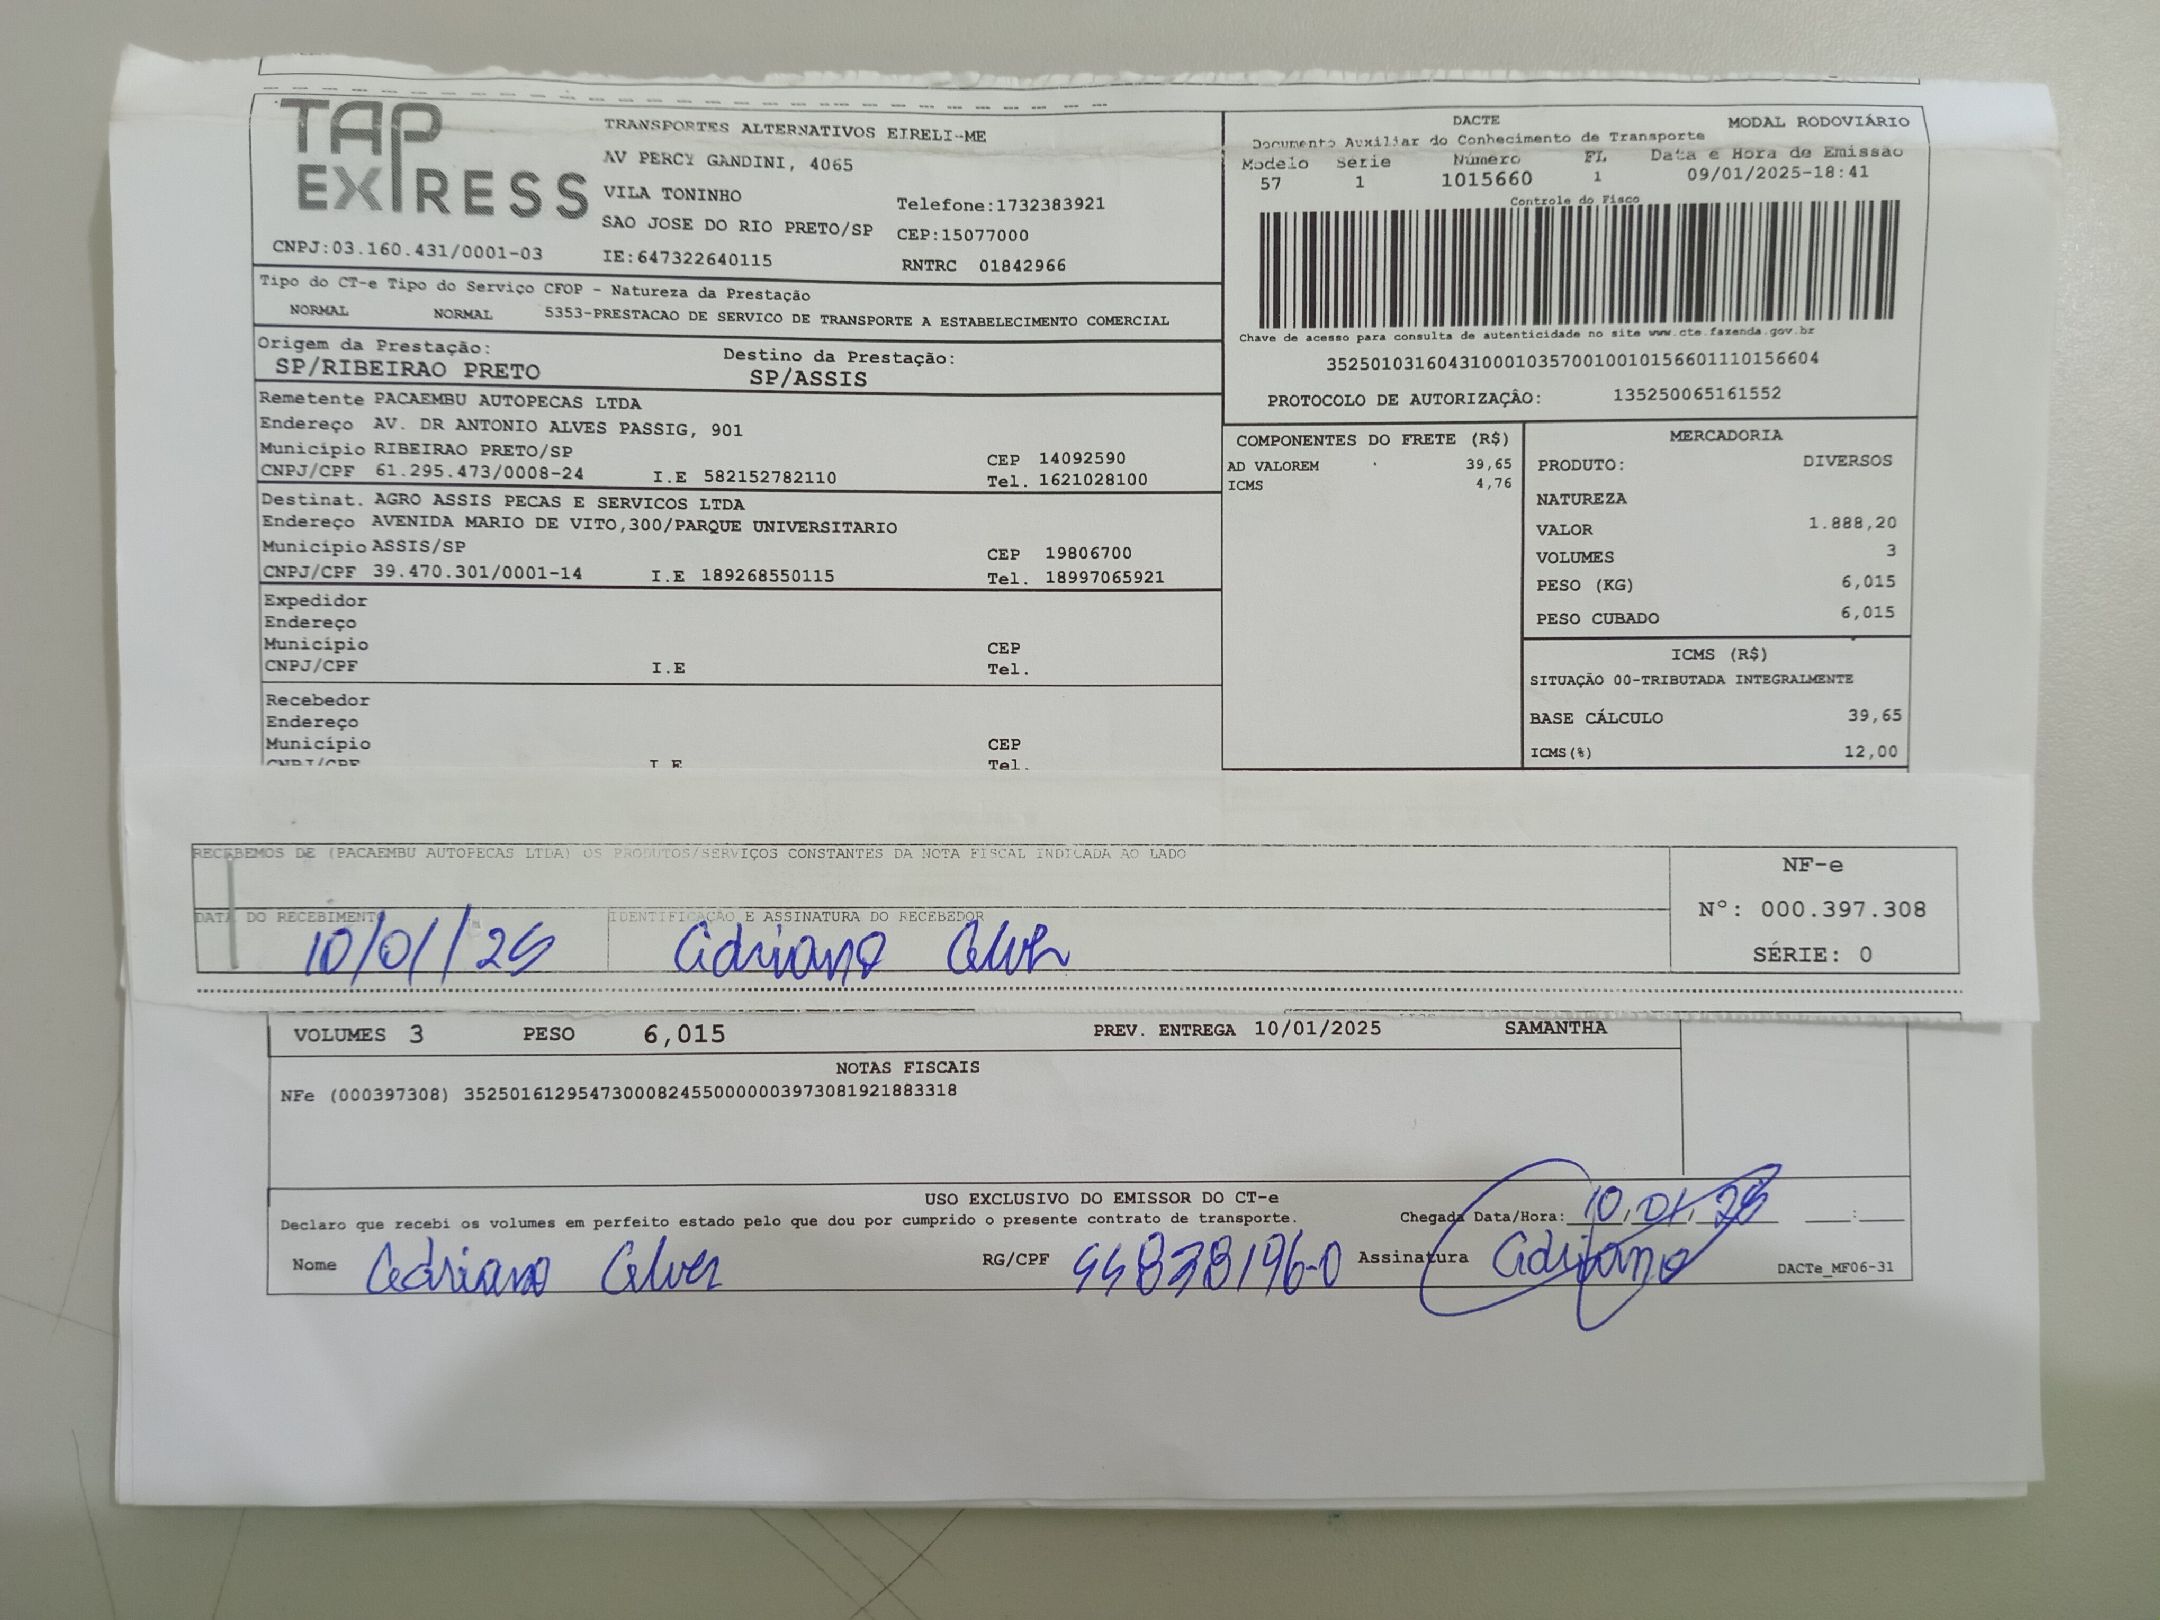 TAP EXPRESS
TRANSPORTES ALTERNATIVOS EIRELI-ME
AV PERCY GANDINI, 4065
VILA TONINHO
Telefone:1732383921
SAO JOSE DO RIO PRETO/SP CEP:15077000
CNPJ:03.160.431/0001-03 IE:647322640115 RNTRC 01842966
DACTE MODAL RODOVIÁRIO
Documento Auxiliar do Conhecimento de Transporte
Modelo Série Número FL Data e Hora de Emissão
57 1 1015660 1 09/01/2025-18:41
Controle do Fisco
Chave de acesso para consulta de autenticidade no site www.cte.fazenda.gov.br
35250103160431000103570010010156601110156604
PROTOCOLO DE AUTORIZAÇÂO: 135250065161552
Tipo do CT-e Tipo do Serviço CFOP - Natureza da Prestação
NORMAL NORMAL 5353-PRESTACAO DE SERVICO DE TRANSPORTE A ESTABELECIMENTO COMERCIAL
Origem da Prestação: Destino da Prestação:
SP/RIBEIRAO PRETO SP/ASSIS
Remetente PACAEMBU AUTOPECAS LTDA
Endereço AV. DR ANTONIO ALVES PASSIG, 901
Município RIBEIRAO PRETO/SP CEP 14092590
CNPJ/CPF 61.295.473/0008-24 I.E 582152782110 Tel. 1621028100
Destinat. AGRO ASSIS PECAS E SERVICOS LTDA
Endereço AVENIDA MARIO DE VITO,300/PARQUE UNIVERSITARIO
Município ASSIS/SP CEP 19806700
CNPJ/CPF 39.470.301/0001-14 I.E 189268550115 Tel. 18997065921
Expedidor
Endereço
Município CEP
CNPJ/CPF I.E Tel.
Recebedor
Endereço
Município CEP
CNPJ/CPF I.E Tel.
COMPONENTES DO FRETE (R$)
AD VALOREM 39,65
ICMS 4,76
MERCADORIA
PRODUTO: DIVERSOS
NATUREZA
VALOR 1.888,20
VOLUMES 3
PESO (KG) 6,015
PESO CUBADO 6,015
ICMS (R$)
SITUAÇÃO 00-TRIBUTADA INTEGRALMENTE
BASE CÁLCULO 39,65
ICMS(%) 12,00
RECEBEMOS DE (PACAEMBU AUTOPECAS LTDA) OS PRODUTOS/SERVIÇOS CONSTANTES DA NOTA FISCAL INDICADA AO LADO
DATA DO RECEBIMENTO IDENTIFICAÇÃO E ASSINATURA DO RECEBEDOR
10/01/25 Adriano Alves
NF-e
Nº: 000.397.308
SÉRIE: 0
VOLUMES 3 PESO 6,015 PREV. ENTREGA 10/01/2025 SAMANTHA
NOTAS FISCAIS
NFe (000397308) 35250161295473000824550000003973081921883318
USO EXCLUSIVO DO EMISSOR DO CT-e
Declaro que recebi os volumes em perfeito estado pelo que dou por cumprido o presente contrato de transporte. Chegada Data/Hora: 10/01/25 __:__
Nome Adriano Alves RG/CPF Assinatura Adriano
DACTe_MF06-31